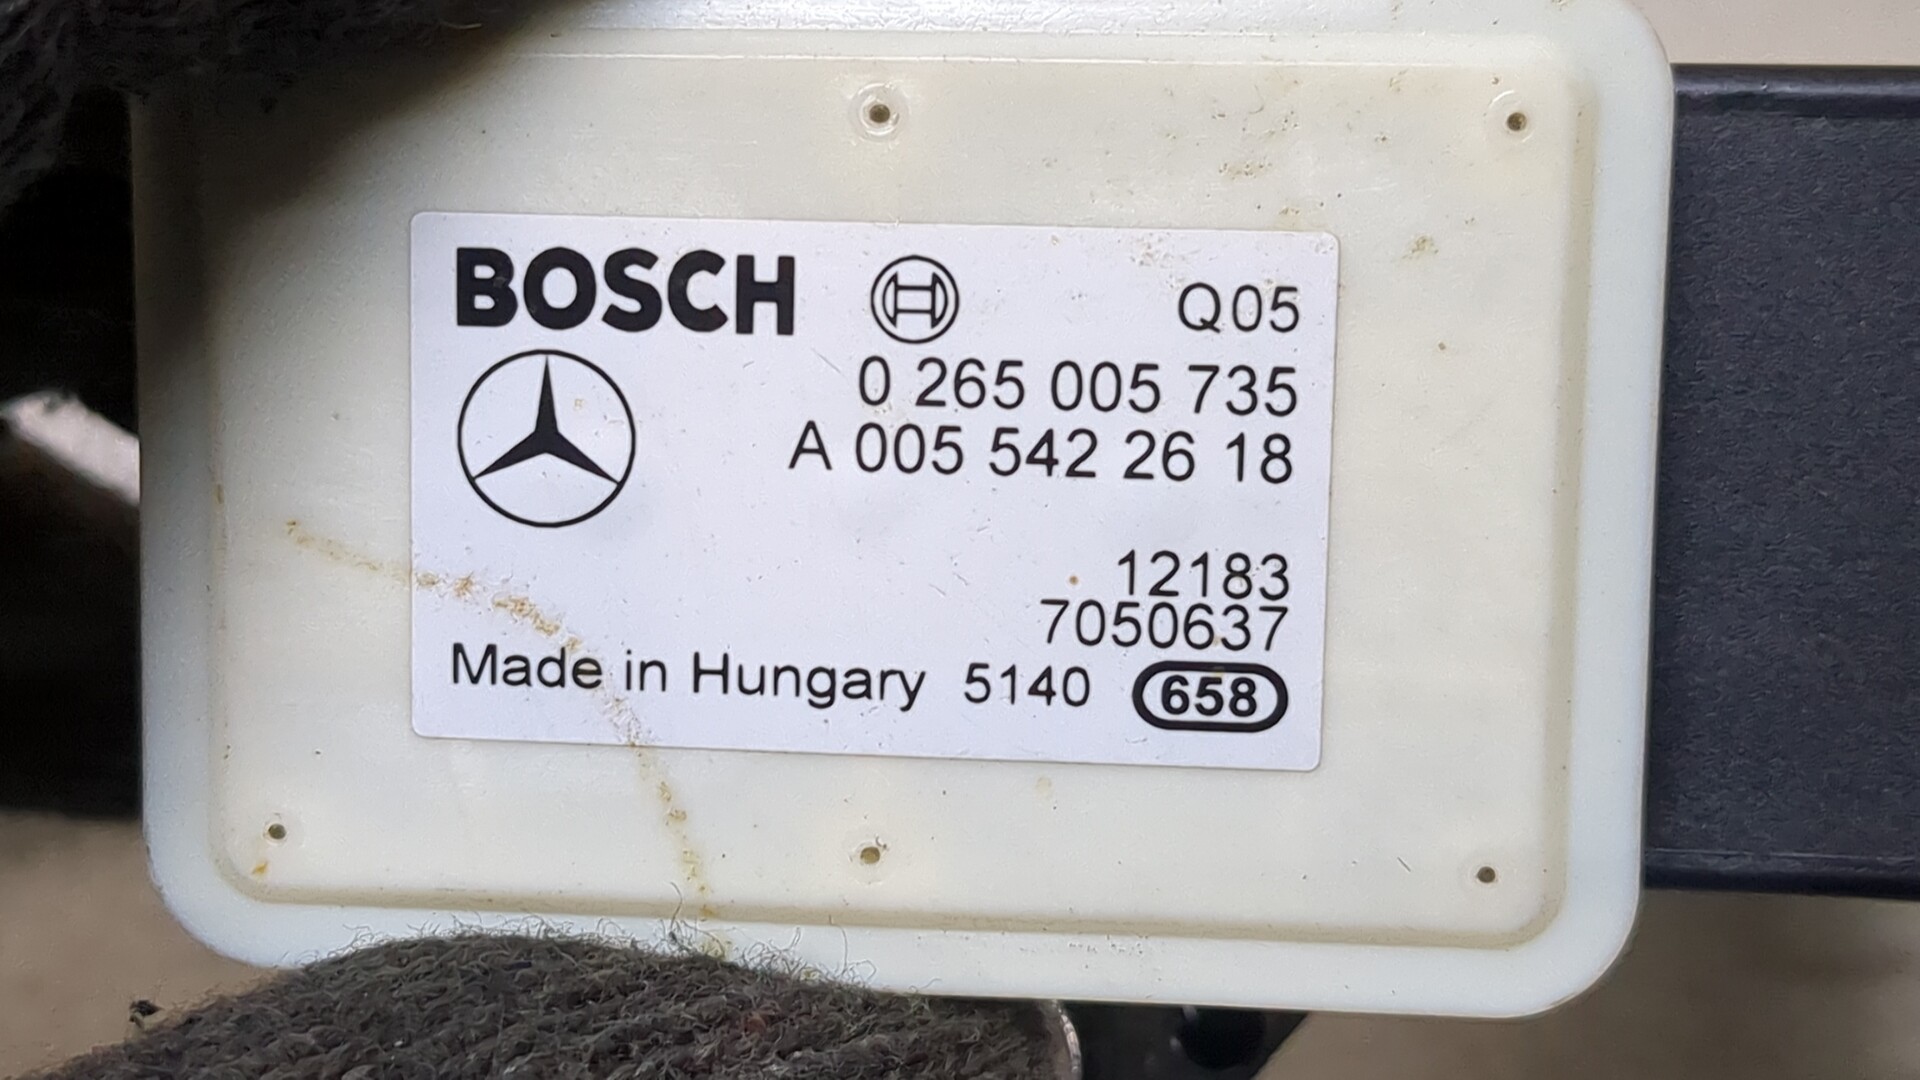 BOSCH Q05
0 265 005 735
A 005 542 26 18
12183
7050637
Made in Hungary 5140 658